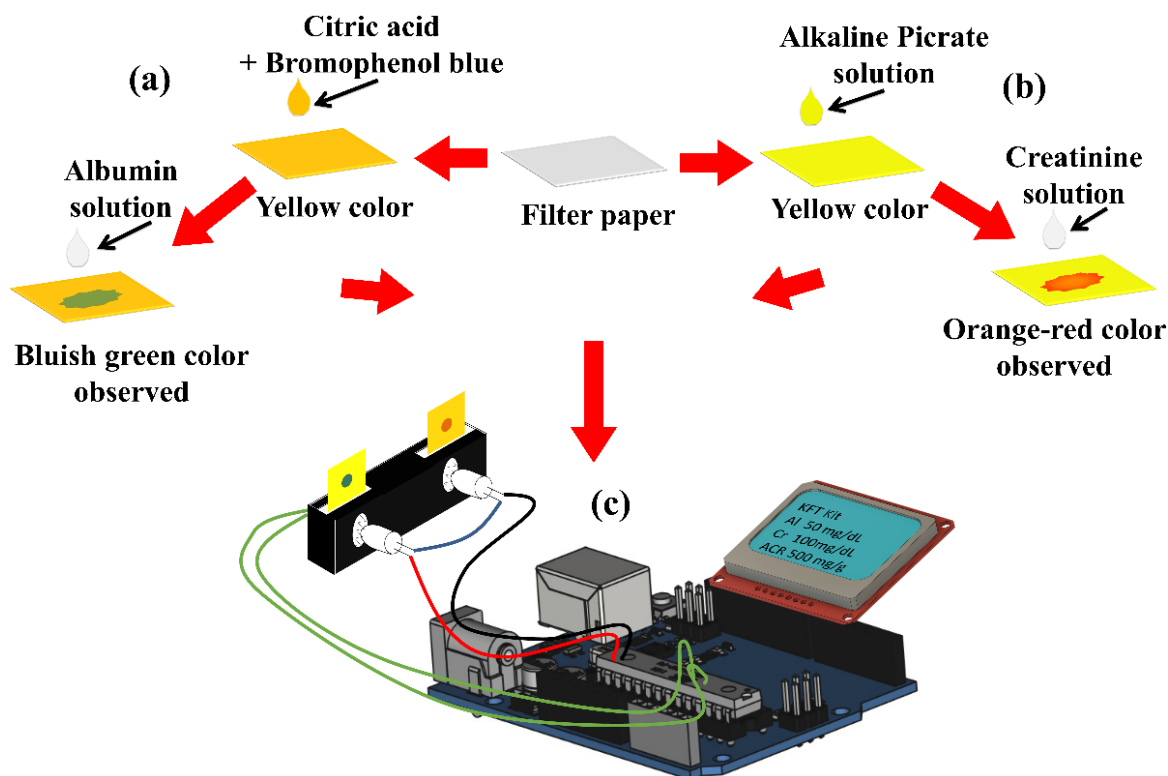 (a)
Citric acid
+ Bromophenol blue
Yellow color
Albumin
solution
Bluish green color
observed
Filter paper
Alkaline Picrate
solution
(b)
Yellow color
Creatinine
solution
Orange-red color
observed
(c)
KFT Kit
Al 50 mg/dL
Cr 100mg/dL
ACR 500 mg/g